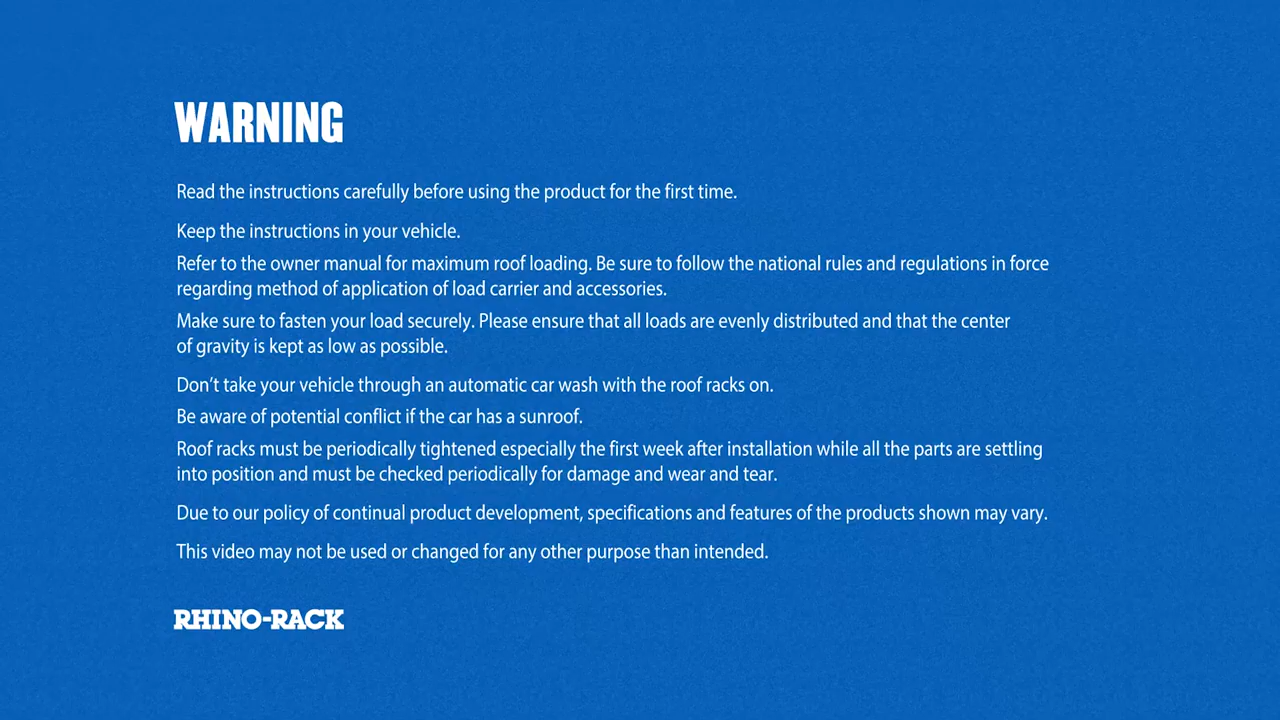 WARNING
Read the instructions carefully before using the product for the first time.
Keep the instructions in your vehicle.
Refer to the owner manual for maximum roof loading. Be sure to follow the national rules and regulations in force
regarding method of application of load carrier and accessories.
Make sure to fasten your load securely. Please ensure that all loads are evenly distributed and that the center
of gravity is kept as low as possible.
Don’t take your vehicle through an automatic car wash with the roof racks on.
Be aware of potential conflict if the car has a sunroof.
Roof racks must be periodically tightened especially the first week after installation while all the parts are settling
into position and must be checked periodically for damage and wear and tear.
Due to our policy of continual product development, specifications and features of the products shown may vary.
This video may not be used or changed for any other purpose than intended.
RHINO-RACK